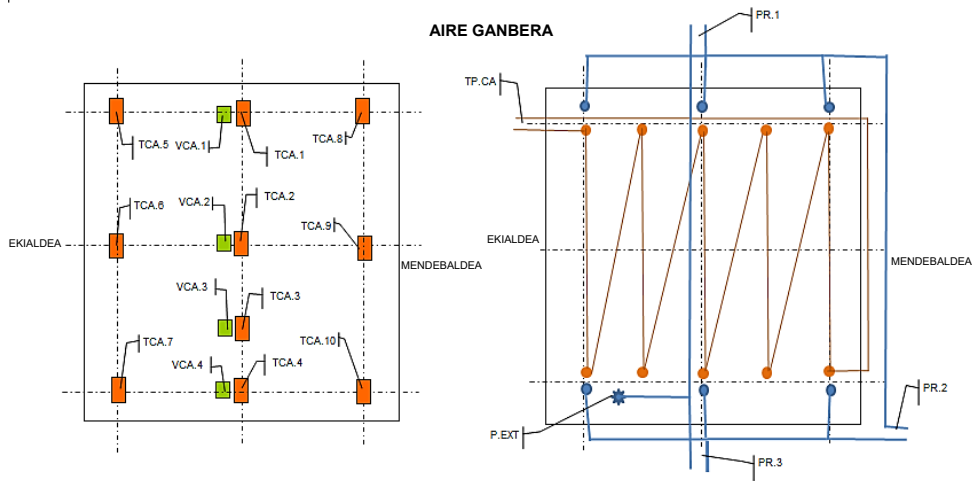 AIRE GANBERA
TCA.5
VCA.1
TCA.1
TCA.8
TCA.6
VCA.2
TCA.2
TCA.9
EKIALDEA
MENDEBALDEA
VCA.3
TCA.3
TCA.7
VCA.4
TCA.4
TCA.10
PR.1
TP.CA
EKIALDEA
MENDEBALDEA
PR.2
P.EXT
PR.3